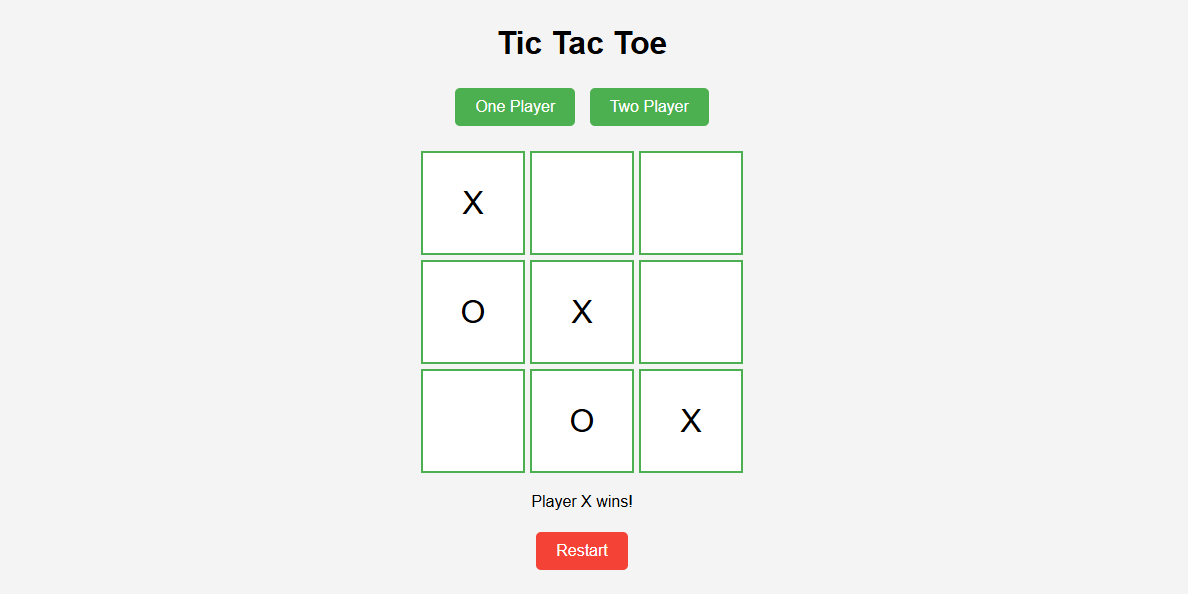 Tic Tac Toe
One Player Two Player
X
O X
O X
Player X wins!
Restart